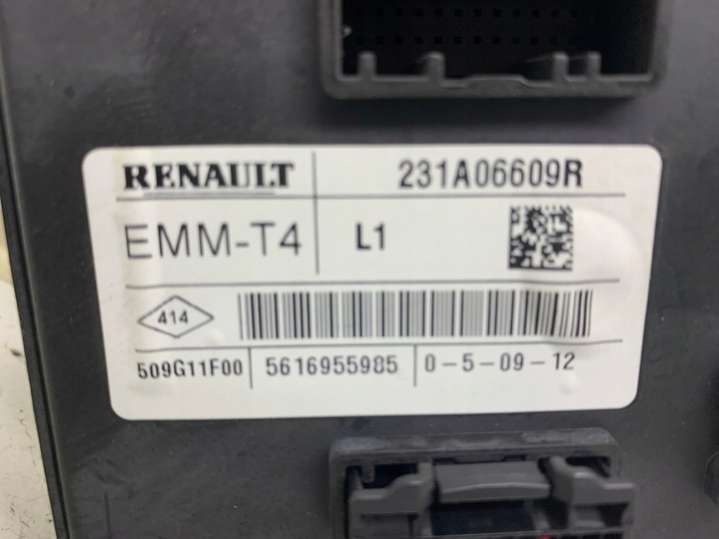 RENAULT 231A06609R
EMM-T4 L1
414
509G11F00 5616955985 0-5-09-12